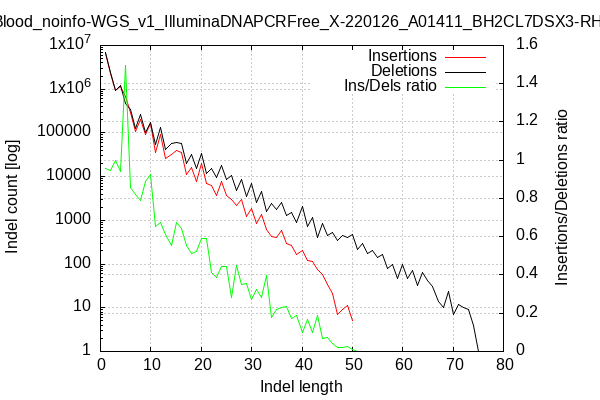 Blood_noinfo-WGS_v1_IlluminaDNAPCRFree_X-220126_A01411_BH2CL7DSX3-RH
Insertions
Deletions
Ins/Dels ratio
Indel count [log]
1x10^7
1x10^6
100000
10000
1000
100
10
1
Insertions/Deletions ratio
1.6
1.4
1.2
1
0.8
0.6
0.4
0.2
0
0 10 20 30 40 50 60 70 80
Indel length